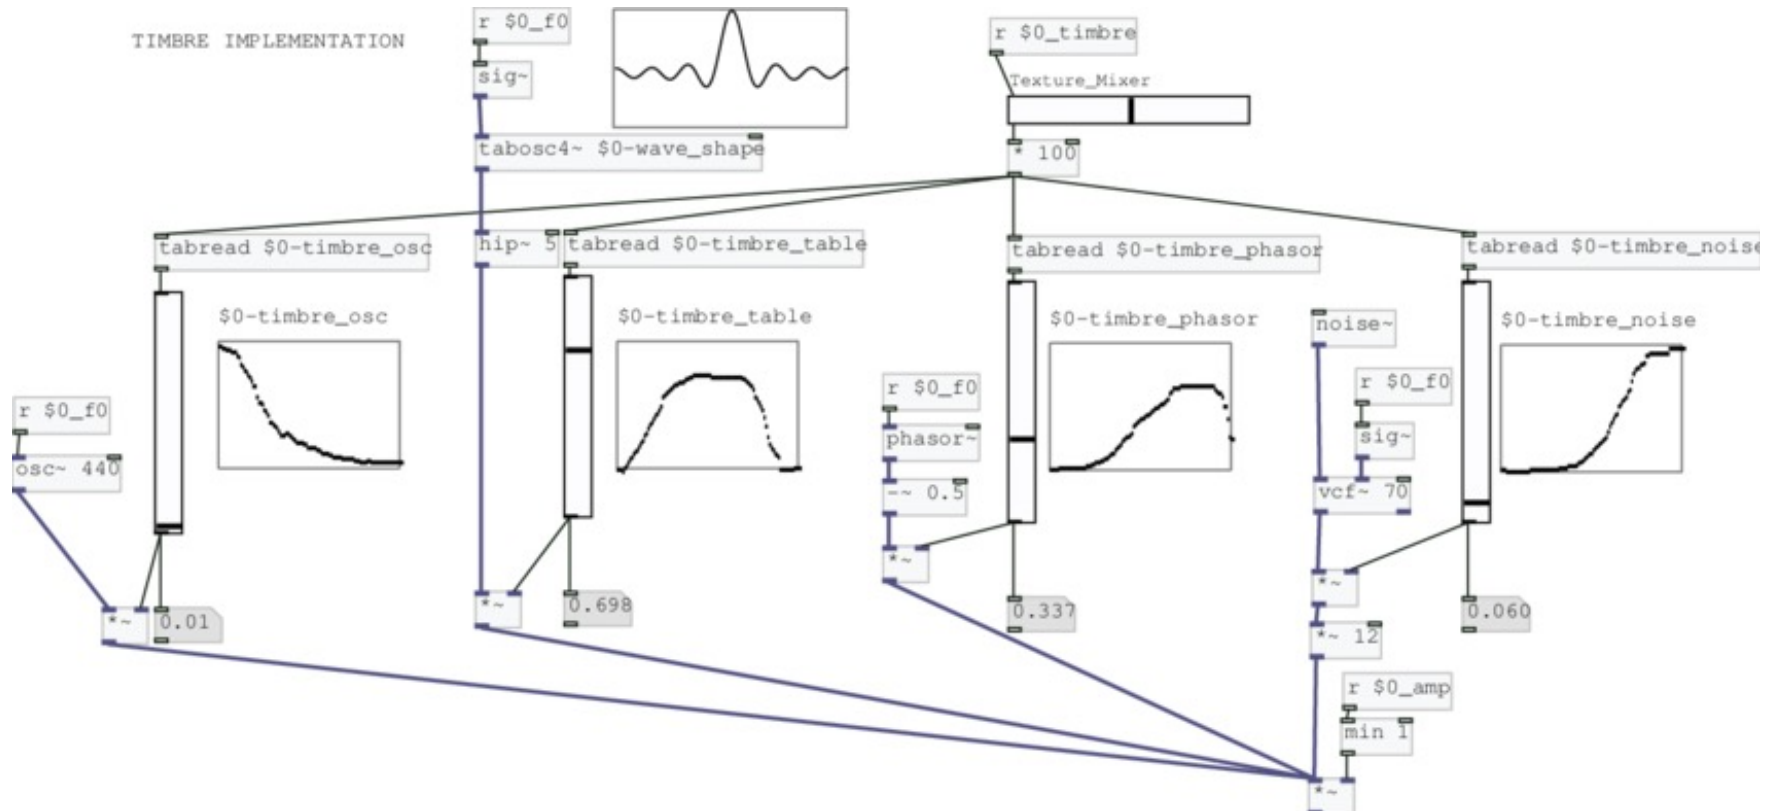 TIMBRE IMPLEMENTATION
r $0_f0
sig~
tabosc4~ $0-wave_shape
r $0_timbre
Texture_Mixer
* 100
tabread $0-timbre_osc
hip~ 5
tabread $0-timbre_table
tabread $0-timbre_phasor
tabread $0-timbre_noise
$0-timbre_osc
$0-timbre_table
$0-timbre_phasor
$0-timbre_noise
noise~
r $0_f0
osc~ 440
r $0_f0
phasor~
-~ 0.5
*~
r $0_f0
sig~
vcf~ 70
*~
*~
0.01
*~
0.698
0.337
0.060
*~ 12
r $0_amp
min 1
*~